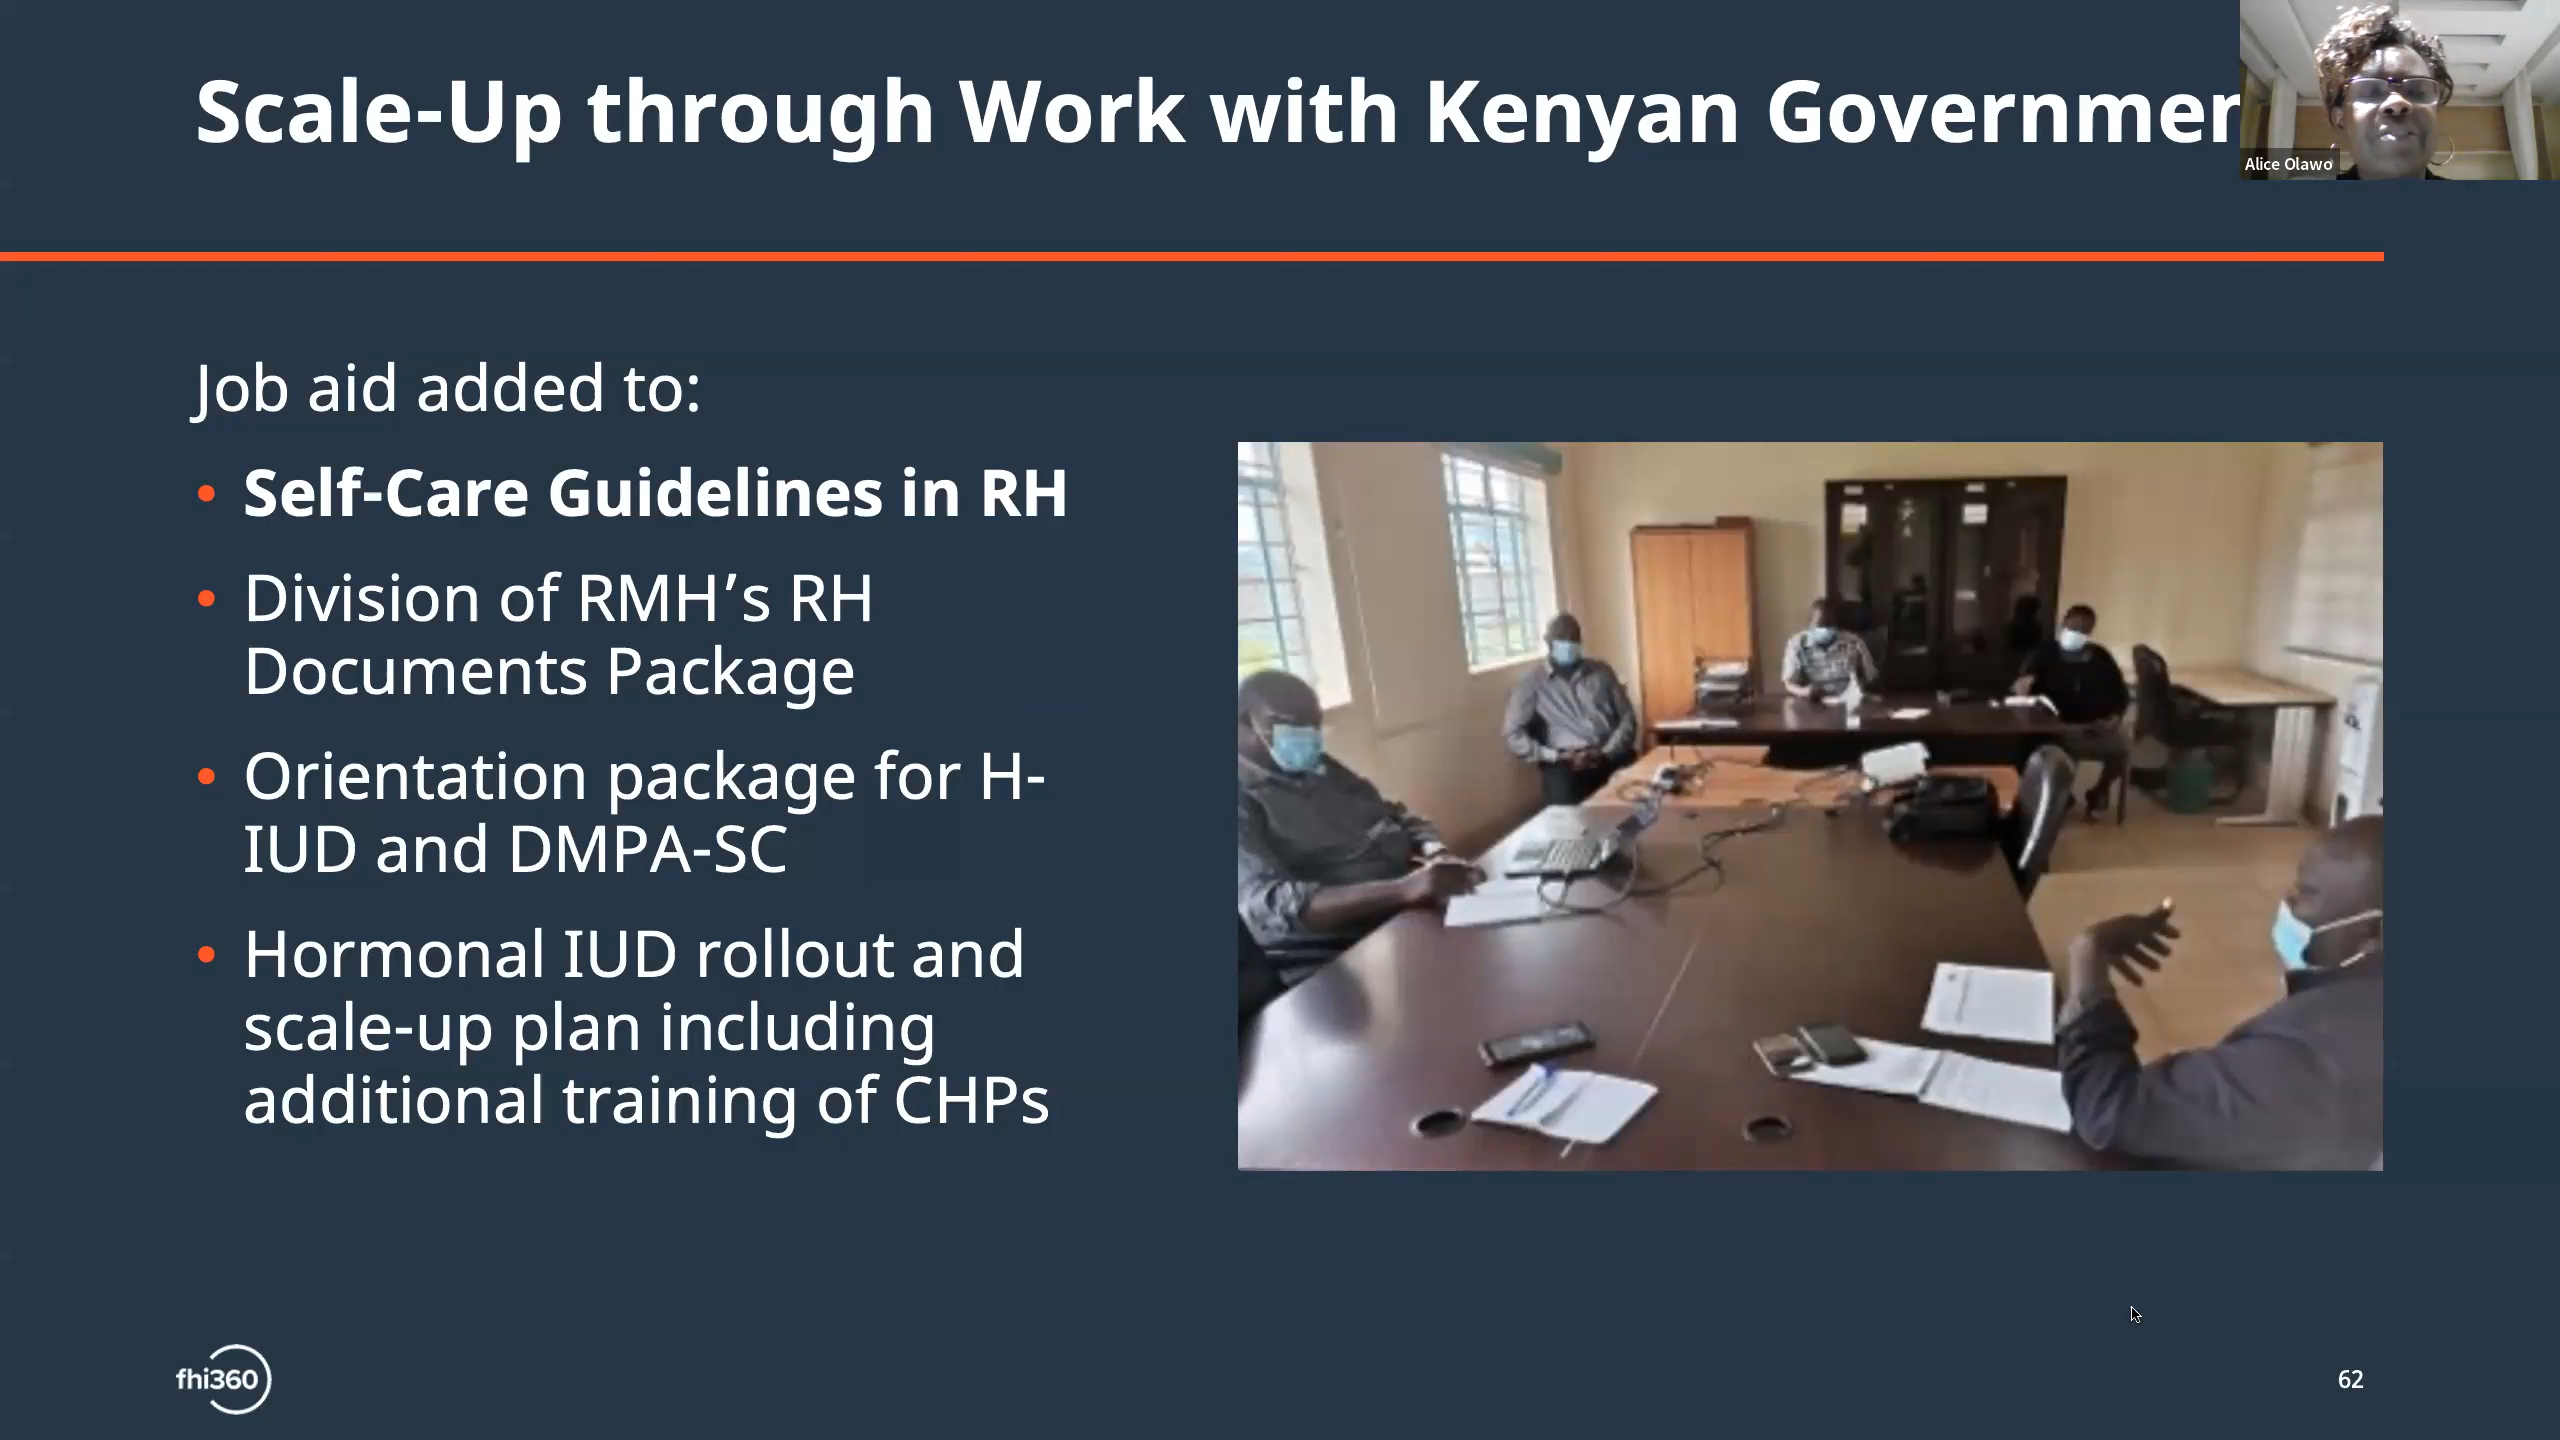 Scale-Up through Work with Kenyan
Alice Olawo
Job aid added to:
• Self-Care Guidelines in RH
• Division of RMH’s RH
Documents Package
• Orientation package for H-
IUD and DMPA-SC
• Hormonal IUD rollout and
scale-up plan including
additional training of CHPs
fhi360
62